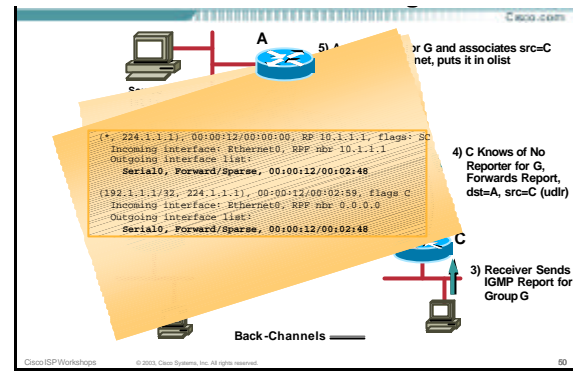 Cisco.com
A
5) A
or G and associates src=C
net, puts it in olist
(*, 224.1.1.1), 00:00:12/00:00:00, RP 10.1.1.1, flags: SC
Incoming interface: Ethernet0, RPF nbr 10.1.1.1
Outgoing interface list:
Serial0, Forward/Sparse, 00:00:12/00:02:48
(192.1.1.1/32, 224.1.1.1), 00:00:12/00:02:59, flags C
Incoming interface: Ethernet0, RPF nbr 0.0.0.0
Outgoing interface list:
Serial0, Forward/Sparse, 00:00:12/00:02:48
4) C Knows of No
Reporter for G,
Forwards Report,
dst=A, src=C (udlr)
C
3) Receiver Sends
IGMP Report for
Group G
Back-Channels
Cisco ISP Workshops
© 2003, Cisco Systems, Inc. All rights reserved.
50